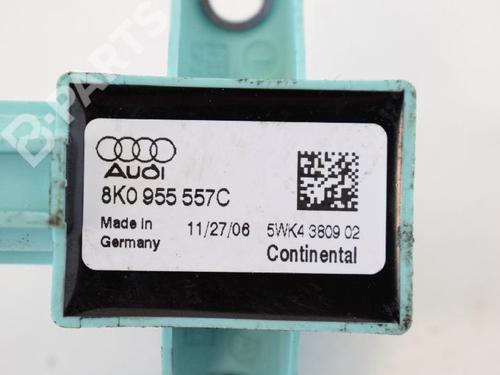 B-PARTS
AUDI
8K0 955 557C
Made in
Germany
11/27/06
5WK4 3809 02
Continental